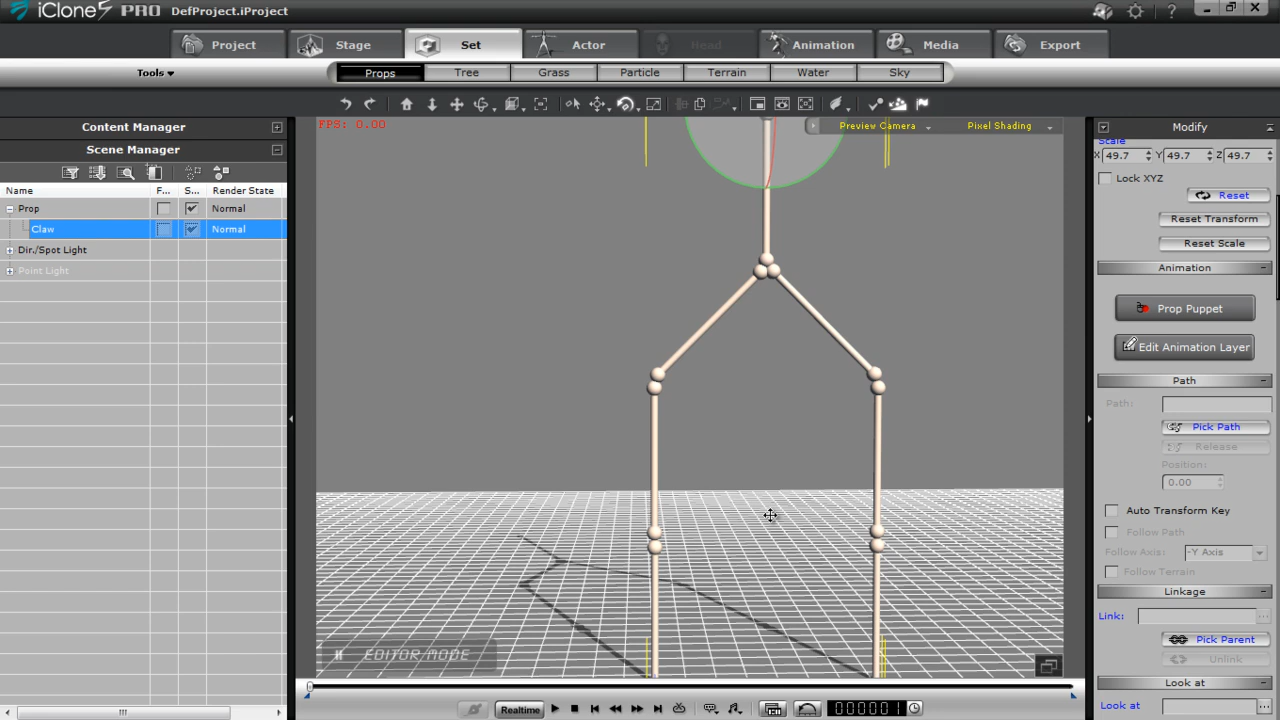 iClone5 PRO DefProject.iProject
Project Stage Set Actor Head Animation Media Export
Tools Props Tree Grass Particle Terrain Water Sky
Content Manager
Scene Manager
Name F... S... Render State
Prop Normal
Claw Normal
Dir./Spot Light
Point Light
FPS: 0.00 Preview Camera Pixel Shading
EDITOR MODE
Realtime 0000001
Modify
Scale
X 49.7 Y 49.7 Z 49.7
Lock XYZ
Reset
Reset Transform
Reset Scale
Animation
Prop Puppet
Edit Animation Layer
Path
Path:
Pick Path
Release
Position:
0.00
Auto Transform Key
Follow Path
Follow Axis: -Y Axis
Follow Terrain
Linkage
Link:
Pick Parent
Unlink
Look at
Look at: